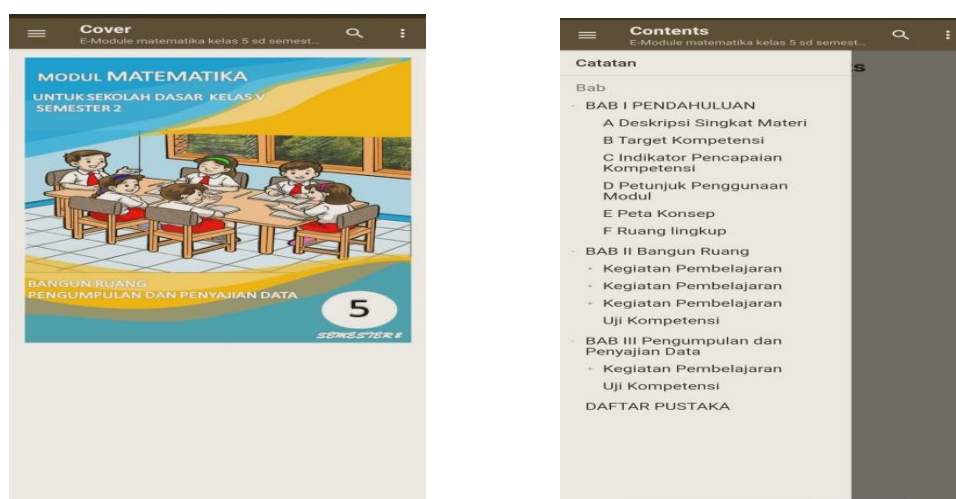 Cover
E-Module matematika kelas 5 sd semest...
MODUL MATEMATIKA
UNTUK SEKOLAH DASAR KELAS V
SEMESTER 2
BANGUN RUANG
PENGUMPULAN DAN PENYAJIAN DATA
5
SEMESTER 2
Contents
E-Module matematika kelas 5 sd semest...
Catatan
s
Bab
BAB I PENDAHULUAN
A Deskripsi Singkat Materi
B Target Kompetensi
C Indikator Pencapaian
Kompetensi
D Petunjuk Penggunaan
Modul
E Peta Konsep
F Ruang lingkup
BAB II Bangun Ruang
Kegiatan Pembelajaran
Kegiatan Pembelajaran
Kegiatan Pembelajaran
Uji Kompetensi
BAB III Pengumpulan dan
Penyajian Data
Kegiatan Pembelajaran
Uji Kompetensi
DAFTAR PUSTAKA